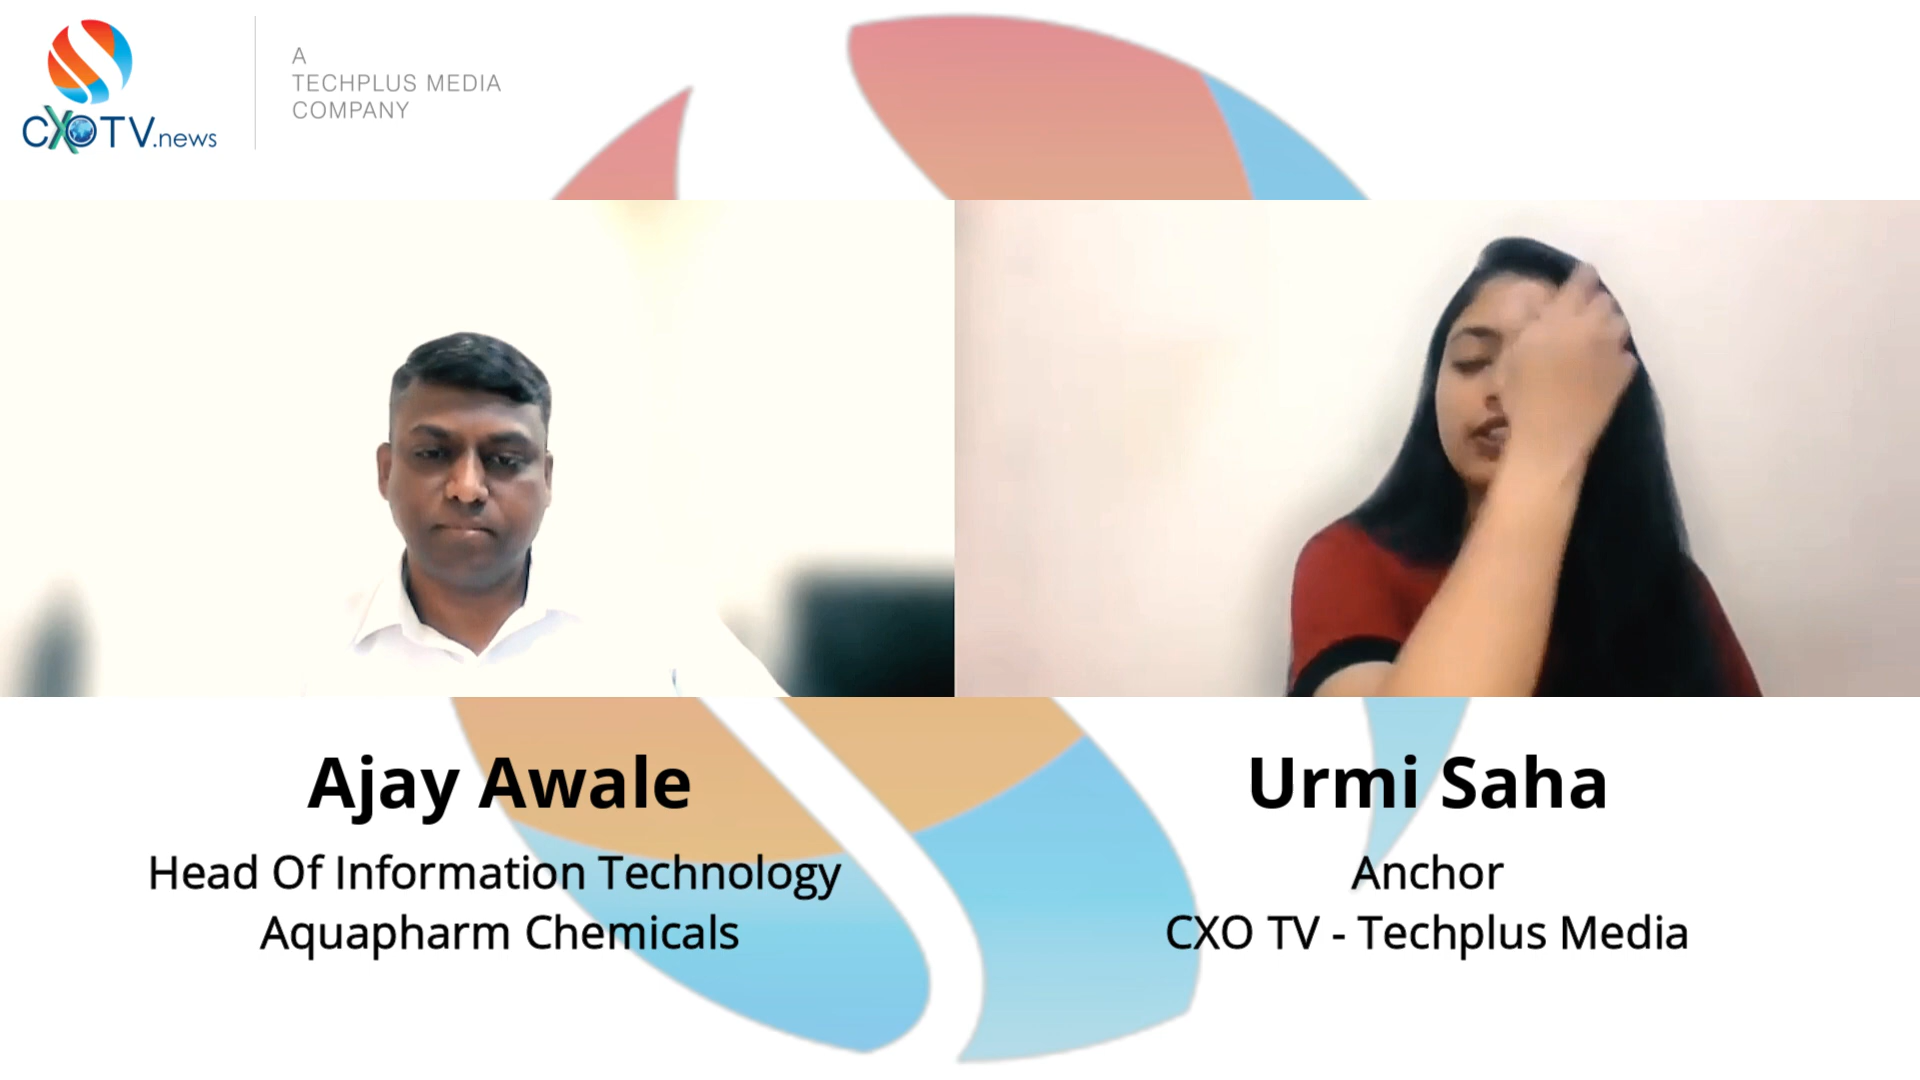 CXOTV.news
A
TECHPLUS MEDIA
COMPANY
Ajay Awale
Head Of Information Technology
Aquapharm Chemicals
Urmi Saha
Anchor
CXO TV - Techplus Media